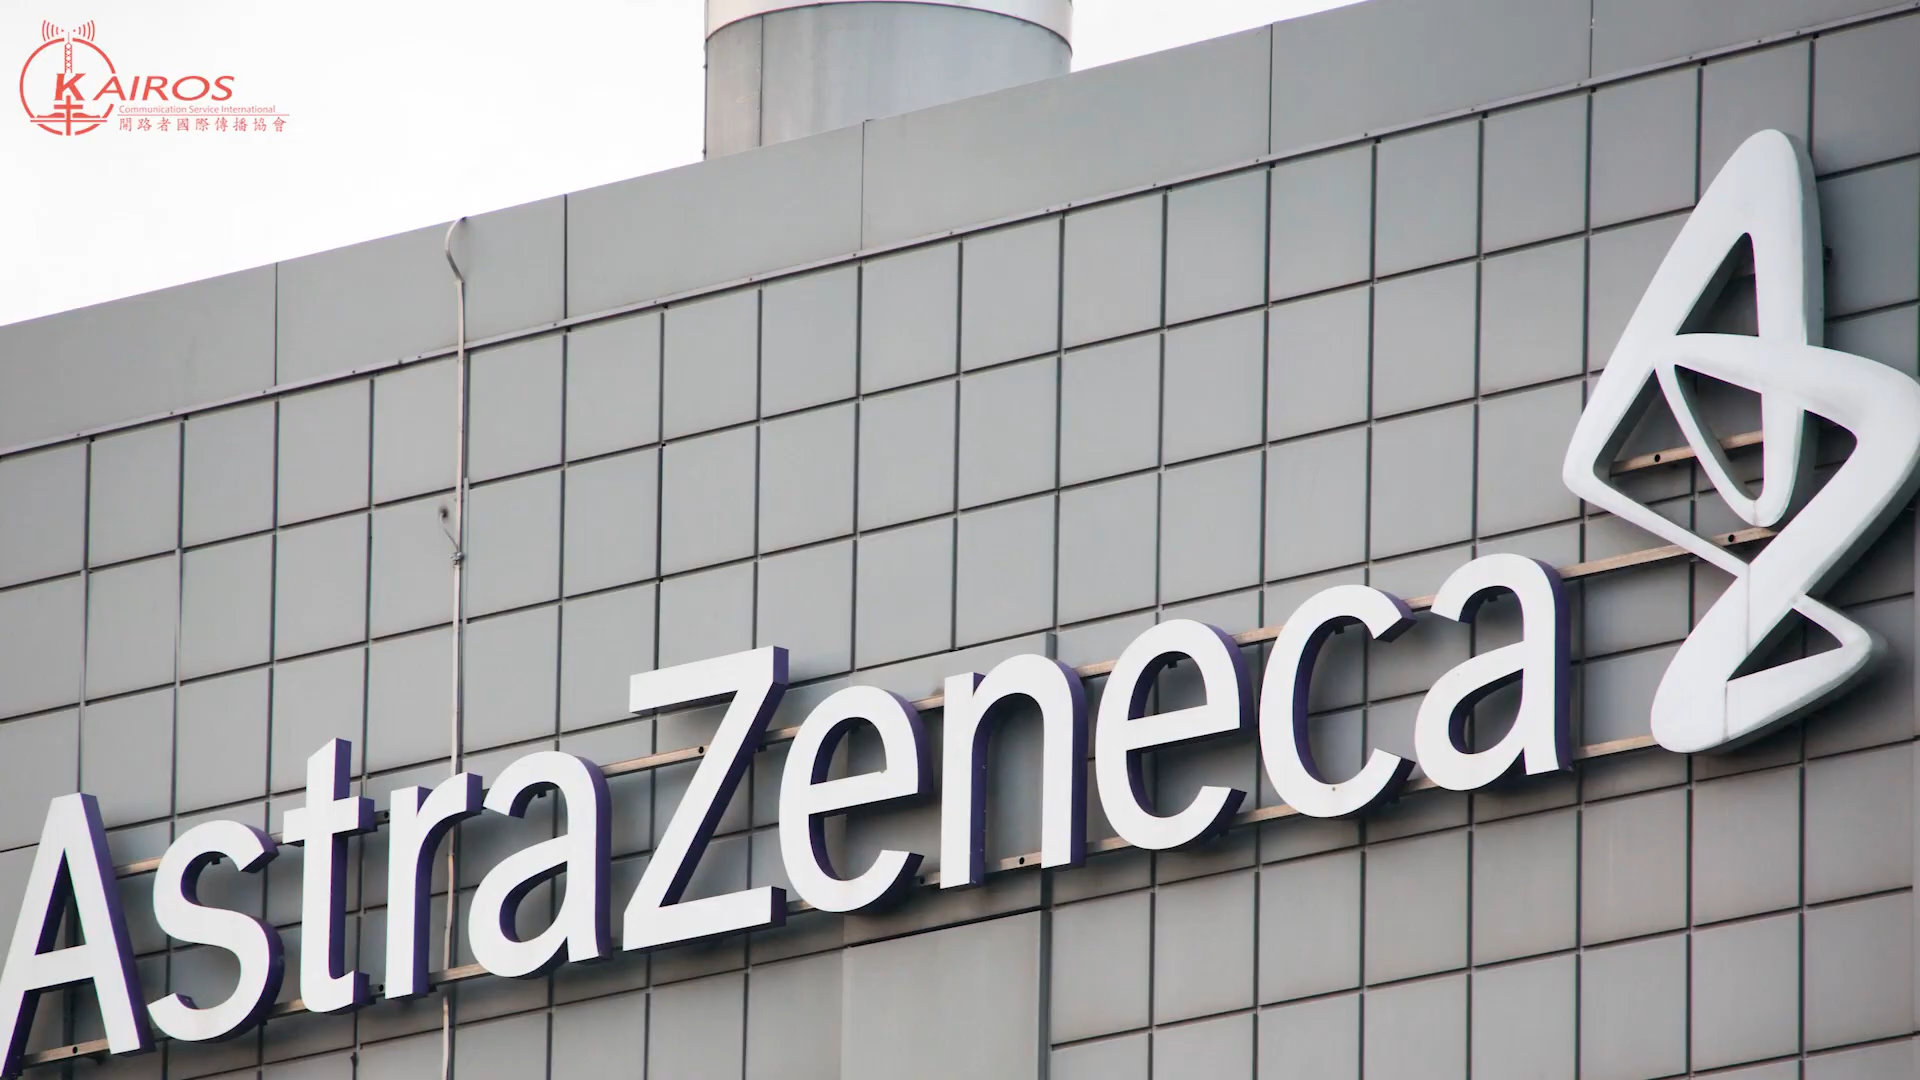 KAIROS
Communication Service International
開路者國際傳播協會
AstraZeneca